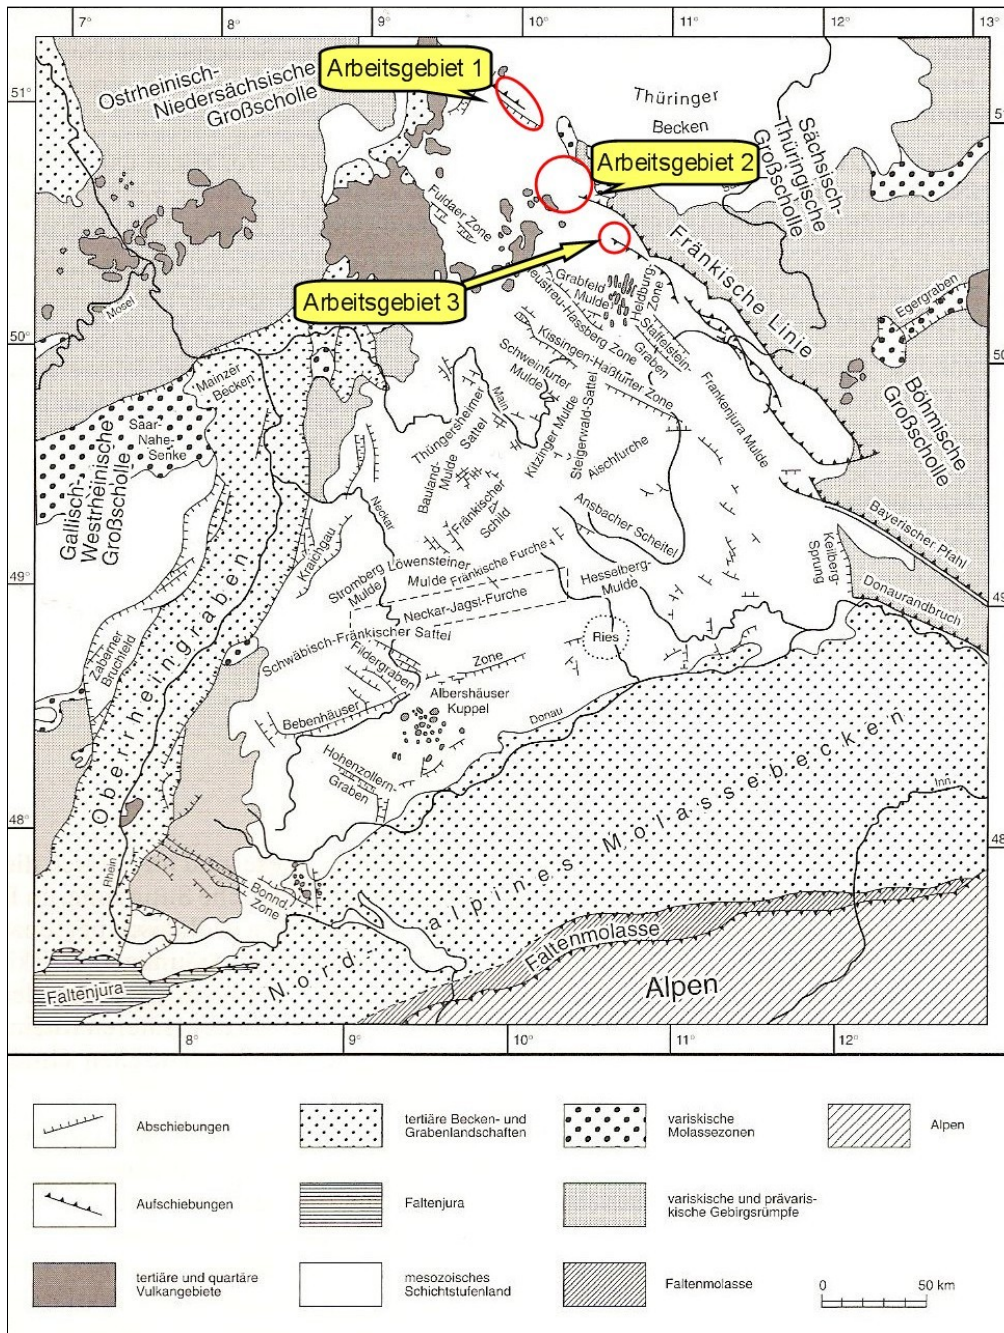 7°
8°
9°
10°
11°
12°
13°
51°
Arbeitsgebiet 1
Ostrheinisch-
Niedersächsische
Großscholle
Thüringer
Becken
Sächsisch-
Thüringische
Großscholle
Arbeitsgebiet 2
Fuldaer Zone
Fränkische Linie
Arbeitsgebiet 3
Grabfeld
Mulde
Heldburg-
Zone
Hassberg Zone
Staffelstein-
Graben
Kissingen-Haßfurter
Zone
Egergraben
Mosel
50°
50°
Mainzer
Becken
Schweinfurter
Mulde
Main
Thüngersheimer
Sattel
Kitzinger Mulde
Steigerwald-Sattel
Frankenjura Mulde
Böhmische
Großscholle
Saar-
Nahe-
Senke
Gallisch-
Westrheinische
Großscholle
Bauland-
Mulde
Aischfurche
Fränkischer
Schild
Neckar
Ansbacher Scheitel
Bayerischer Pfahl
Kraichgau
Keilberg-
Sprung
Donaurandbruch
49°
Stromberg
Mulde
Löwensteiner
Mulde
Fränkische Furche
Hesselberg-
Mulde
Neckar-Jagst-Furche
Ries
Schwäbisch-Fränkischer Sattel
Zaberner
Bruchfeld
Fildergraben
Zone
Bebenhäuser
Albershäuser
Kuppel
Donau
Oberrheingraben
Hohenzollern-
Graben
Nord-alpines Molassebecken
Inn
48°
Rhein
Bonnd.
Zone
Faltenmolasse
Faltenjura
Alpen
8°
9°
10°
11°
12°
Abschiebungen
tertiäre Becken- und
Grabenlandschaften
variskische
Molassezonen
Alpen
Aufschiebungen
Faltenjura
variskische und prävaris-
kische Gebirgsrümpfe
tertiäre und quartäre
Vulkangebiete
mesozoisches
Schichtstufenland
Faltenmolasse
0
50 km